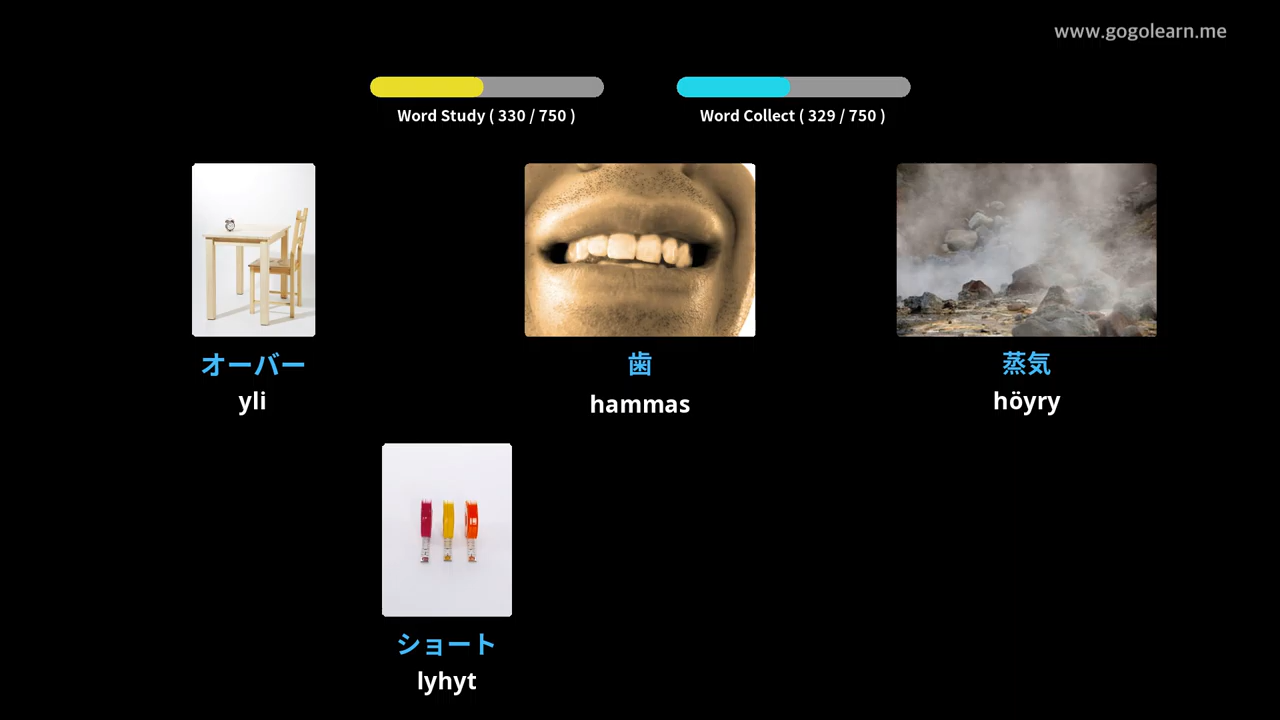 www.gogolearn.me
Word Study ( 330 / 750 )
Word Collect ( 329 / 750 )
オーバー
yli
歯
hammas
蒸気
höyry
ショート
lyhyt